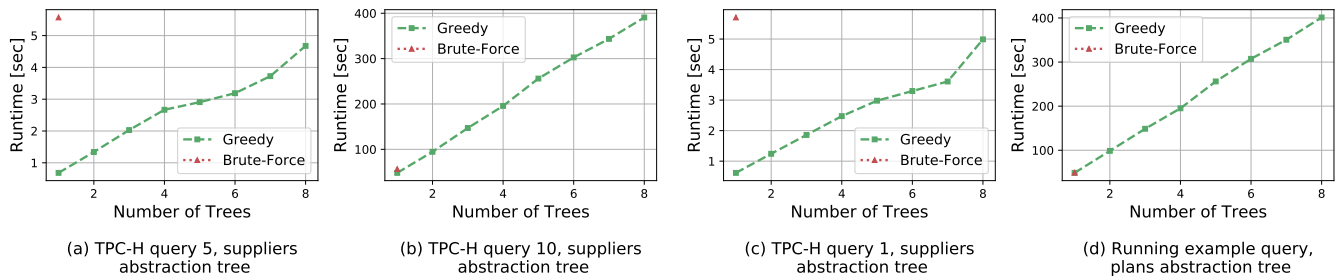 Runtime [sec]
5
4
3
2
1
Greedy
Brute-Force
2
4
6
8
Number of Trees
(a) TPC-H query 5, suppliers
abstraction tree
Runtime [sec]
400
300
200
100
Greedy
Brute-Force
2
4
6
8
Number of Trees
(b) TPC-H query 10, suppliers
abstraction tree
Runtime [sec]
5
4
3
2
1
Greedy
Brute-Force
2
4
6
8
Number of Trees
(c) TPC-H query 1, suppliers
abstraction tree
Runtime [sec]
400
300
200
100
Greedy
Brute-Force
2
4
6
8
Number of Trees
(d) Running example query,
plans abstraction tree